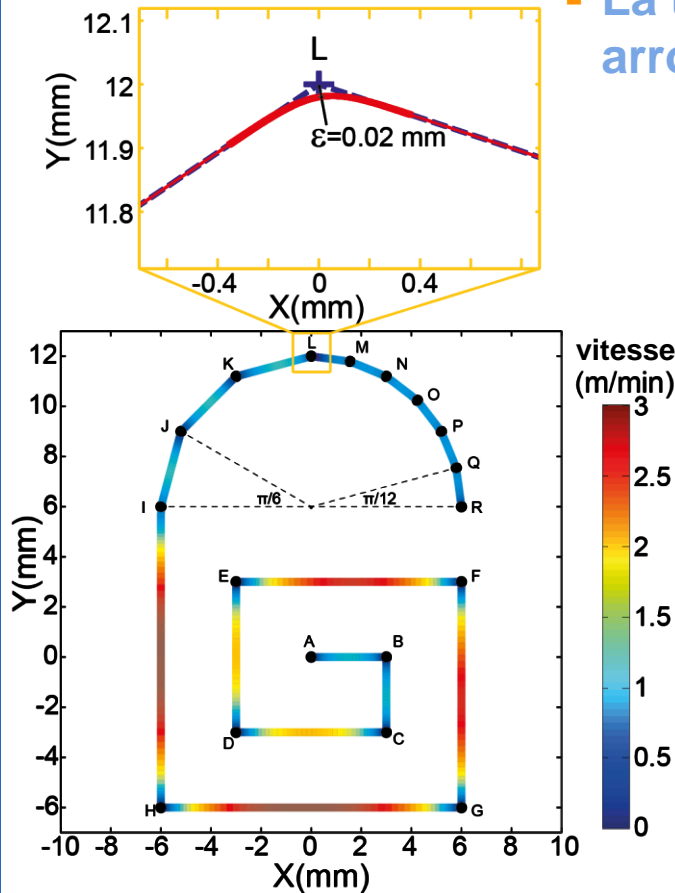 La
12.1
12
11.9
11.8
Y(mm)
L
ε=0.02 mm
-0.4 0 0.4
X(mm)
12
10
8
6
4
2
0
-2
-4
-6
Y(mm)
-10 -8 -6 -4 -2 0 2 4 6 8 10
X(mm)
K L M
N
O
J P
Q
I π/6 π/12 R
E F
A B
D C
H G
vitesse
(m/min)
3
2.5
2
1.5
1
0.5
0